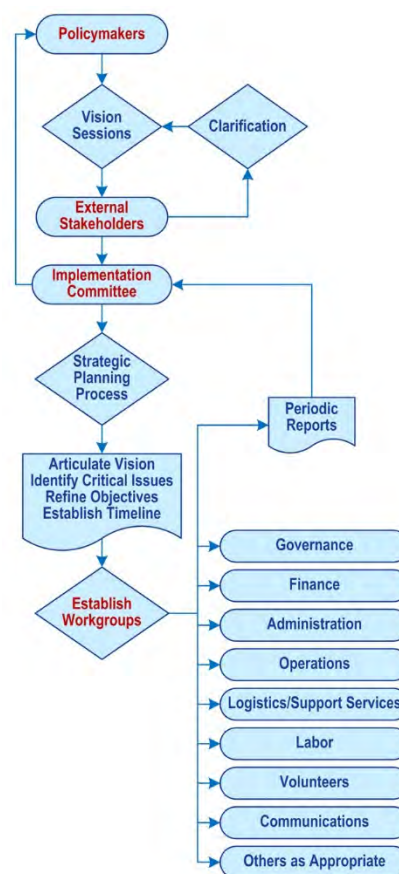 Policymakers
Vision
Sessions
Clarification
External
Stakeholders
Implementation
Committee
Strategic
Planning
Process
Periodic
Reports
Articulate Vision
Identify Critical Issues
Refine Objectives
Establish Timeline
Establish
Workgroups
Governance
Finance
Administration
Operations
Logistics/Support Services
Labor
Volunteers
Communications
Others as Appropriate